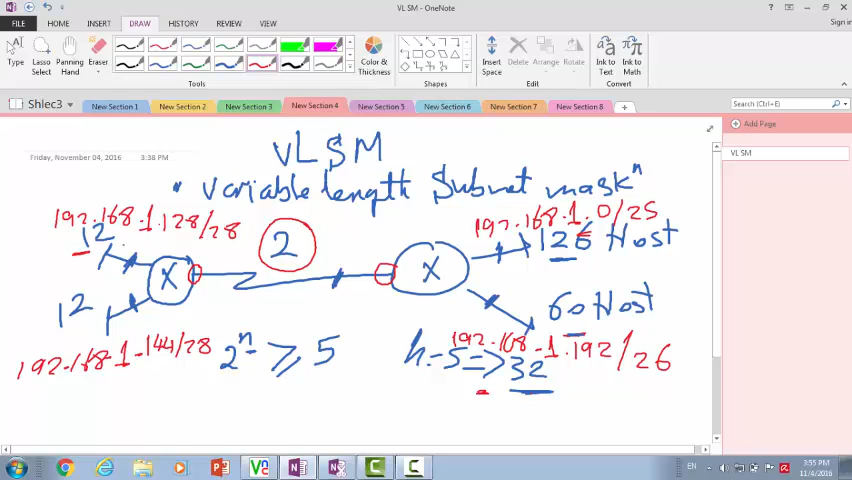 VL SM - OneNote
FILE HOME INSERT DRAW HISTORY REVIEW VIEW
Sign in
Type Lasso Select Panning Hand Eraser Color & Thickness Insert Space Delete Arrange Rotate Ink to Text Ink to Math
Tools Shapes Edit Convert
Shlec3 New Section 1 New Section 2 New Section 3 New Section 4 New Section 5 New Section 6 New Section 7 New Section 8 Search (Ctrl+E)
Add Page
VL SM
Friday, November 04, 2016 3:38 PM
VLSM
" Variable length Subnet mask "
192.168.1.128/28
192.168.1.0/25
12
2
126 Host
X X
12
60 Host
192.168.1.144/28
2^n >= 5
192.168.1.192/26
n=5=>32
EN 3:55 PM
11/4/2016